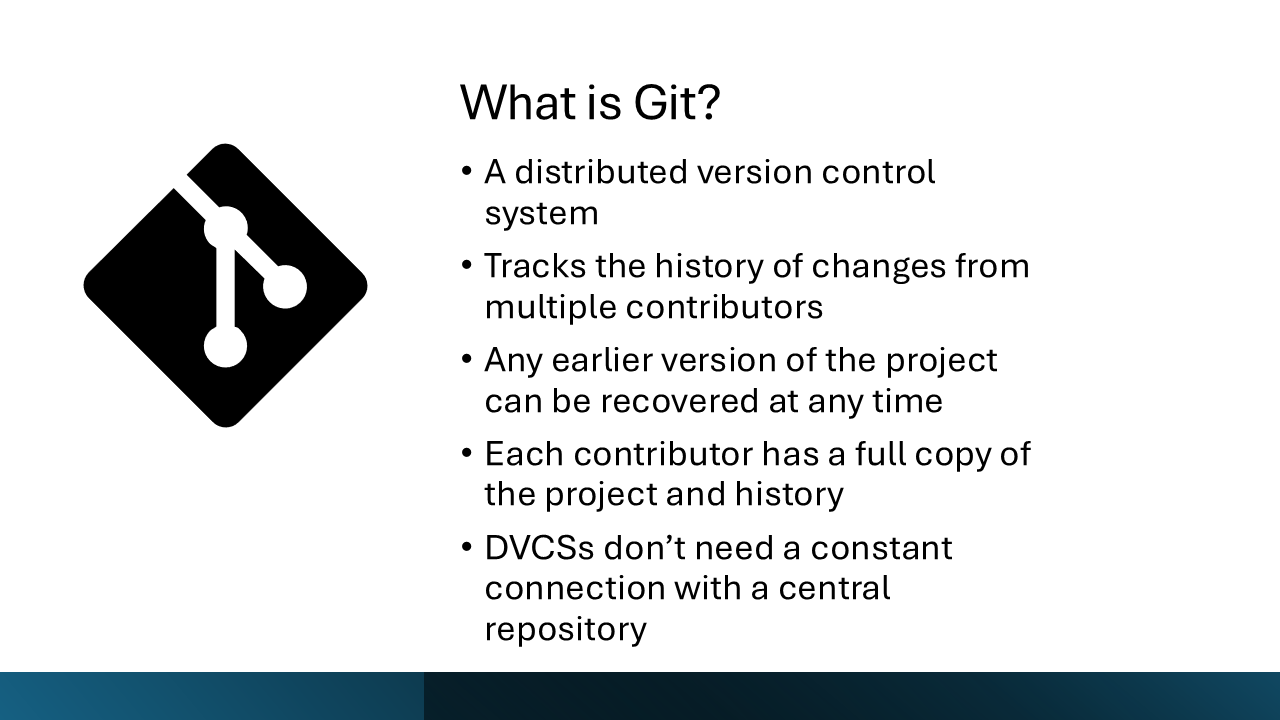 What is Git?
• A distributed version control
system
• Tracks the history of changes from
multiple contributors
• Any earlier version of the project
can be recovered at any time
• Each contributor has a full copy of
the project and history
• DVCSs don’t need a constant
connection with a central
repository